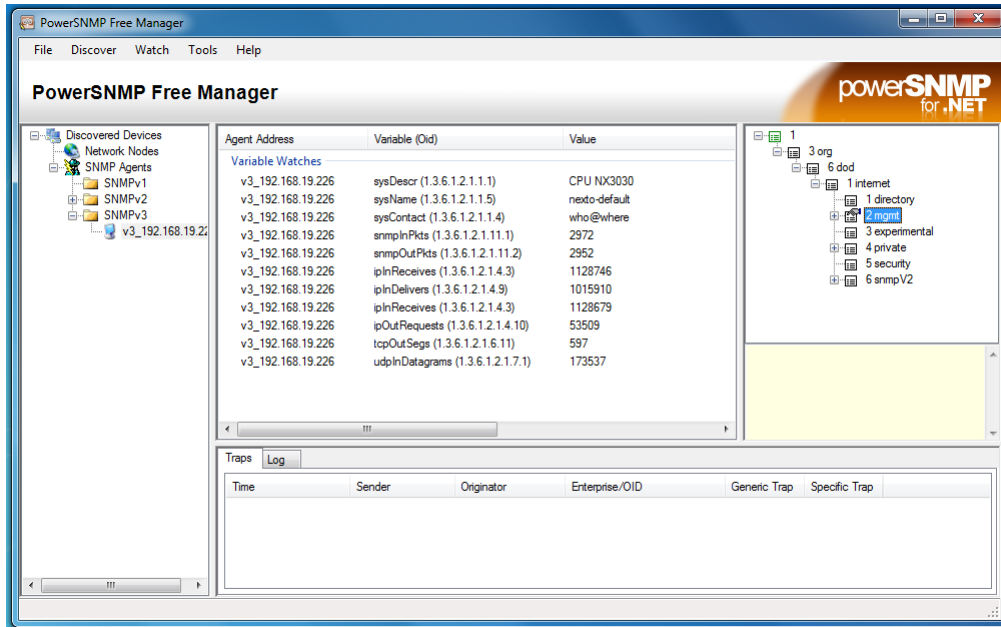 PowerSNMP Free Manager
File Discover Watch Tools Help
PowerSNMP Free Manager
powerSNMP
for .NET
Discovered Devices
Network Nodes
SNMP Agents
SNMPv1
SNMPv2
SNMPv3
v3_192.168.19.22
Agent Address Variable (Oid) Value
Variable Watches
v3_192.168.19.226 sysDescr (1.3.6.1.2.1.1.1) CPU NX3030
v3_192.168.19.226 sysName (1.3.6.1.2.1.1.5) nexto-default
v3_192.168.19.226 sysContact (1.3.6.1.2.1.1.4) who@where
v3_192.168.19.226 snmpInPkts (1.3.6.1.2.1.11.1) 2972
v3_192.168.19.226 snmpOutPkts (1.3.6.1.2.1.11.2) 2952
v3_192.168.19.226 ipInReceives (1.3.6.1.2.1.4.3) 1128746
v3_192.168.19.226 ipInDelivers (1.3.6.1.2.1.4.9) 1015910
v3_192.168.19.226 ipInReceives (1.3.6.1.2.1.4.3) 1128679
v3_192.168.19.226 ipOutRequests (1.3.6.1.2.1.4.10) 53509
v3_192.168.19.226 tcpOutSegs (1.3.6.1.2.1.6.11) 597
v3_192.168.19.226 udpInDatagrams (1.3.6.1.2.1.7.1) 173537
1
3 org
6 dod
1 internet
1 directory
2 mgmt
3 experimental
4 private
5 security
6 snmpV2
Traps Log
Time Sender Originator Enterprise/OID Generic Trap Specific Trap